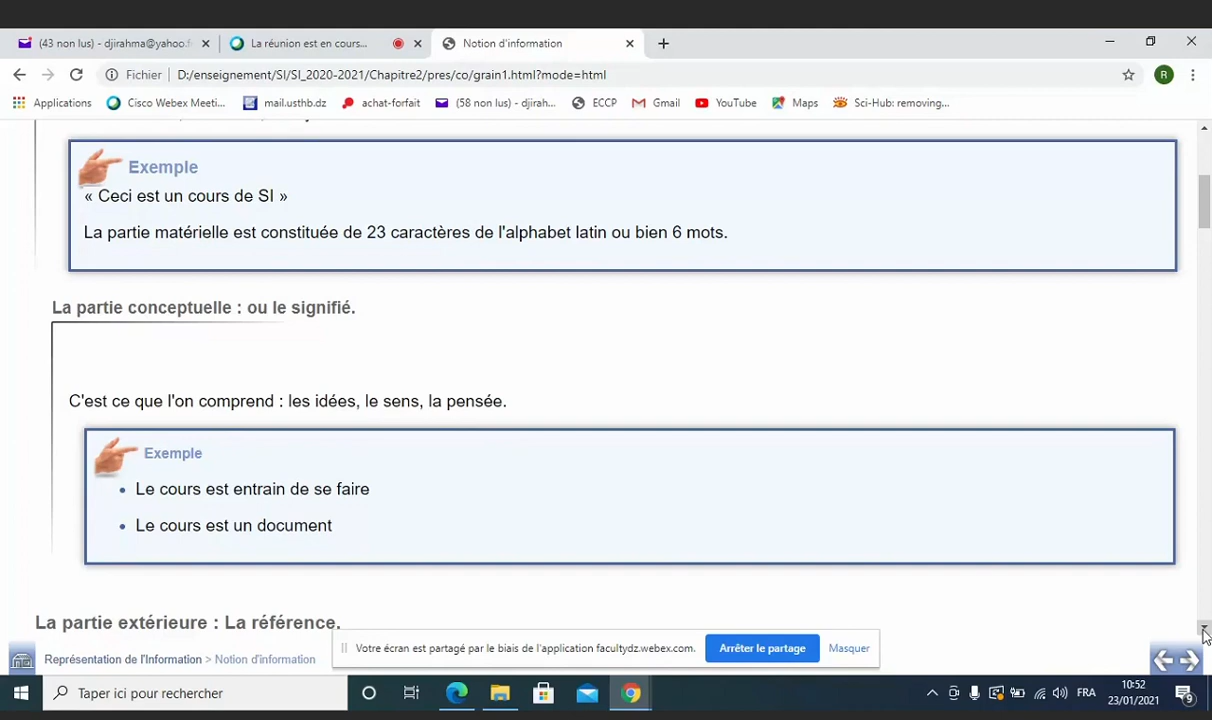 (43 non lus) - djirahma@yahoo.f
La réunion est en cours...
Notion d'information
Fichier
D:/enseignement/SI/SI_2020-2021/Chapitre2/pres/co/grain1.html?mode=html
R
Applications
Cisco Webex Meeti...
mail.usthb.dz
achat-forfait
(58 non lus) - djirah...
ECCP
Gmail
YouTube
Maps
Sci-Hub: removing...
Exemple
« Ceci est un cours de SI »
La partie matérielle est constituée de 23 caractères de l'alphabet latin ou bien 6 mots.
La partie conceptuelle : ou le signifié.
C'est ce que l'on comprend : les idées, le sens, la pensée.
Exemple
Le cours est entrain de se faire
Le cours est un document
La partie extérieure : La référence.
Votre écran est partagé par le biais de l'application facultydz.webex.com.
Arrêter le partage
Masquer
Représentation de l'Information > Notion d'information
Taper ici pour rechercher
FRA
10:52
23/01/2021
9